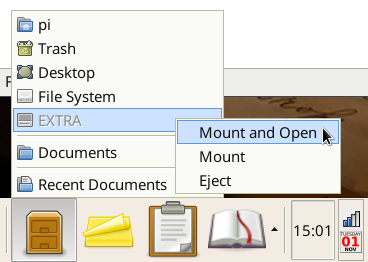 pi
Trash
Desktop
File System
EXTRA
Mount and Open
Mount
Eject
Documents
Recent Documents
15:01
TUESDAY
01
NOV